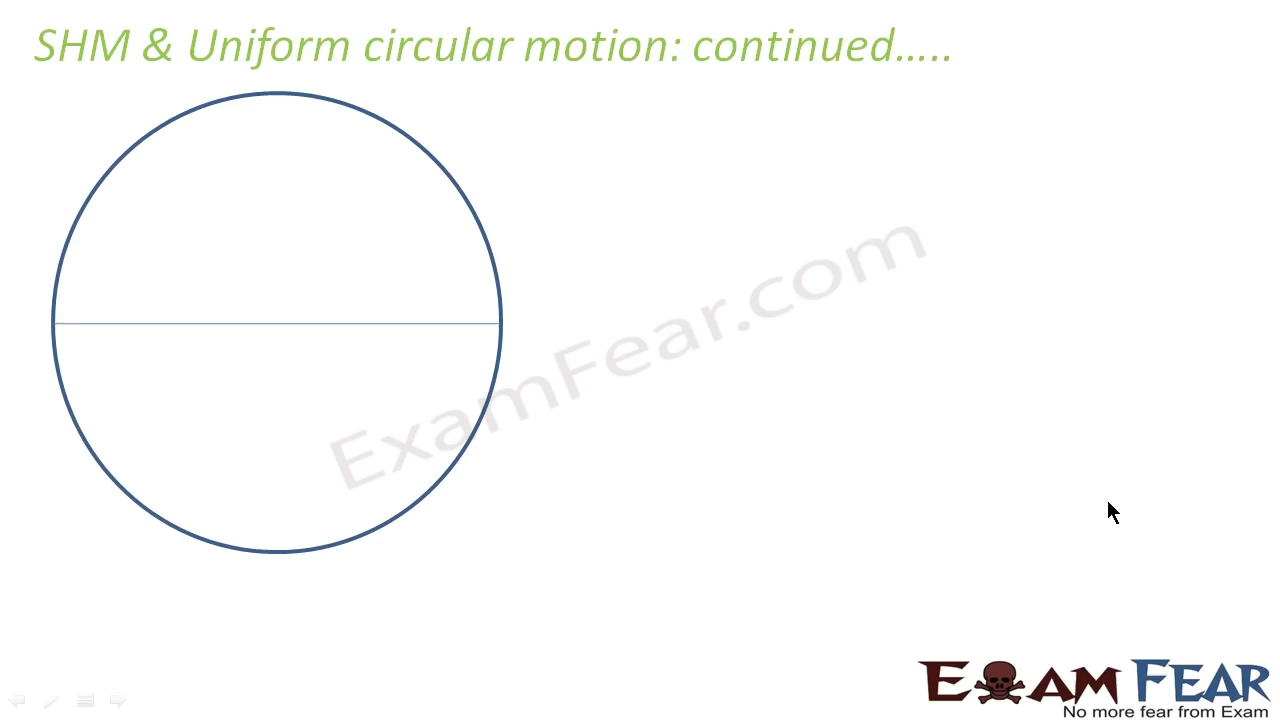 SHM & Uniform circular motion: continued…..
ExamFear.com
EXAM FEAR
No more fear from Exam